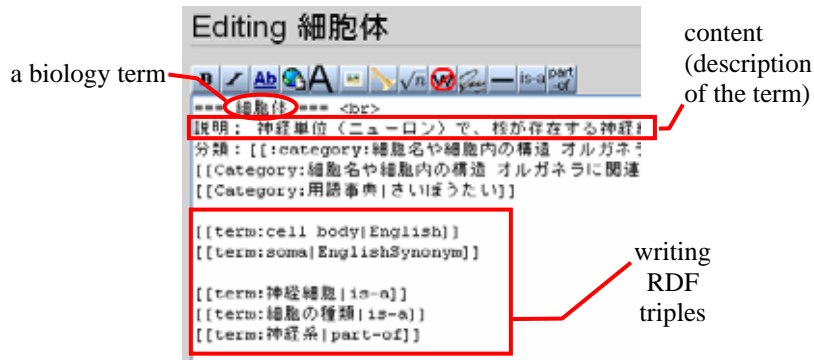 Editing 細胞体
content
(description
of the term)
a biology term
B I Ab A √n W — is-a part-of
=== 細胞体 === <br>
説明： 神経単位（ニューロン）で、核が存在する神経
分類：[[:category:細胞名や細胞内の構造 オルガネラ
[[Category:細胞名や細胞内の構造 オルガネラに関連
[[Category:用語事典|さいぼうたい]]
[[term:cell body|English]]
[[term:soma|EnglishSynonym]]
writing
RDF
triples
[[term:神経細胞|is-a]]
[[term:細胞の種類|is-a]]
[[term:神経系|part-of]]